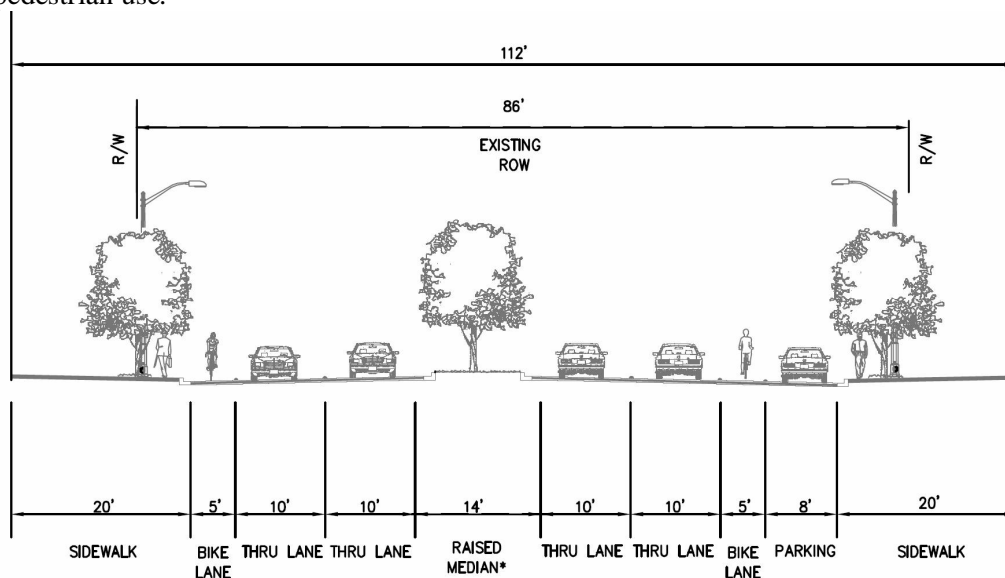 pedestrian use.
112'
86'
EXISTING
ROW
R/W
R/W
20'
5'
10'
10'
14'
10'
10'
5'
8'
20'
SIDEWALK
BIKE
LANE
THRU LANE
THRU LANE
RAISED
MEDIAN*
THRU LANE
THRU LANE
BIKE
LANE
PARKING
SIDEWALK